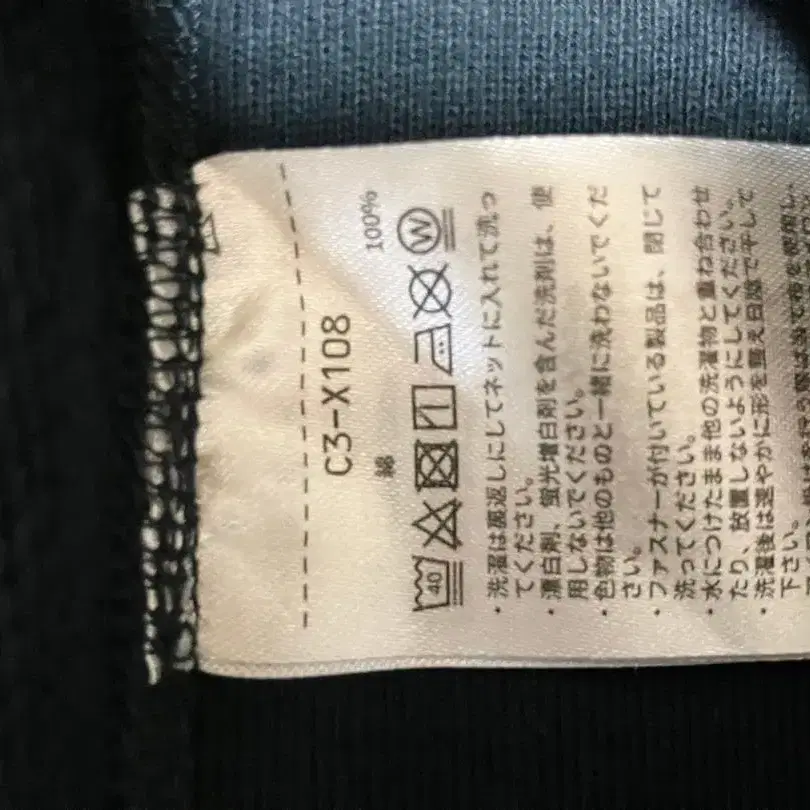 C3-X108
綿 100%
40 W
・洗濯は裏返しにしてネットに入れて洗っ
てください。
・漂白剤、蛍光増白剤を含んだ洗剤は、使
用しないでください。
・色物は他のものと一緒に洗わないでくだ
さい。
・ファスナーが付いている製品は、閉じて
洗ってください。
・水につけたまま他の洗濯物と重ね合わせ
たり、放置しないようにしてください。
・洗濯後は速やかに形を整え日陰で干して
下さい。